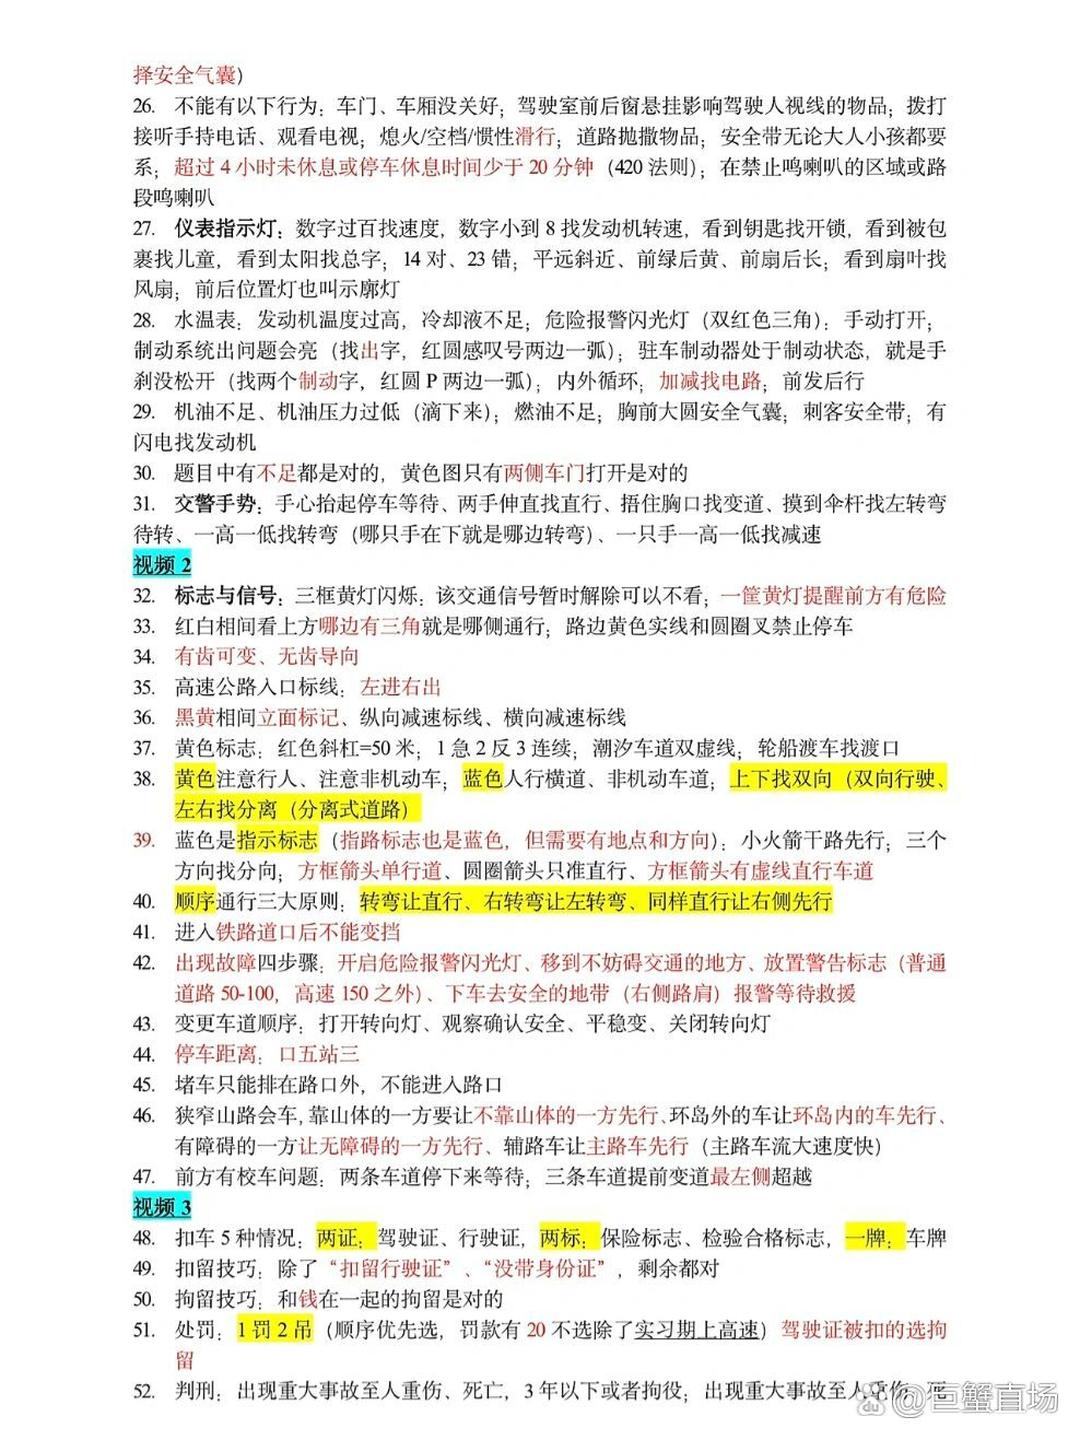 择安全气囊）
26. 不能有以下行为：车门、车厢没关好；驾驶室前后窗悬挂影响驾驶人视线的物品；拨打
接听手持电话、观看电视；熄火/空档/惯性滑行；道路抛撒物品；安全带无论大人小孩都要
系；超过 4 小时未休息或停车休息时间少于 20 分钟（420 法则）；在禁止鸣喇叭的区域或路
段鸣喇叭
27. 仪表指示灯：数字过百找速度，数字小到 8 找发动机转速，看到钥匙找开锁，看到被包
裹找儿童，看到太阳找总字；14 对、23 错；平远斜近、前绿后黄、前扇后长；看到扇叶找
风扇；前后位置灯也叫示廓灯
28. 水温表：发动机温度过高，冷却液不足；危险报警闪光灯（双红色三角）：手动打开；
制动系统出问题会亮（找出字，红圆感叹号两边一弧）；驻车制动器处于制动状态，就是手
刹没松开（找两个制动字，红圆 P 两边一弧）；内外循环；加减找电路；前发后行
29. 机油不足、机油压力过低（滴下来）；燃油不足；胸前大圆安全气囊；刺客安全带；有
闪电找发动机
30. 题目中有不足都是对的，黄色图只有两侧车门打开是对的
31. 交警手势：手心抬起停车等待、两手伸直找直行、捂住胸口找变道、摸到伞杆找左转弯
待转、一高一低找转弯（哪只手在下就是哪边转弯）、一只手一高一低找减速
视频 2
32. 标志与信号：三框黄灯闪烁：该交通信号暂时解除可以不看；一筐黄灯提醒前方有危险
33. 红白相间看上方哪边有三角就是哪侧通行；路边黄色实线和圆圈叉禁止停车
34. 有齿可变、无齿导向
35. 高速公路入口标线：左进右出
36. 黑黄相间立面标记、纵向减速标线、横向减速标线
37. 黄色标志：红色斜杠=50 米；1 急 2 反 3 连续；潮汐车道双虚线；轮船渡车找渡口
38. 黄色注意行人、注意非机动车；蓝色人行横道、非机动车道；上下找双向（双向行驶、
左右找分离（分离式道路）
39. 蓝色是指示标志（指路标志也是蓝色，但需要有地点和方向）：小火箭干路先行；三个
方向找分向；方框箭头单行道、圆圈箭头只准直行、方框箭头有虚线直行车道
40. 顺序通行三大原则：转弯让直行、右转弯让左转弯、同样直行让右侧先行
41. 进入铁路道口后不能变挡
42. 出现故障四步骤：开启危险报警闪光灯、移到不妨碍交通的地方、放置警告标志（普通
道路 50-100，高速 150 之外）、下车去安全的地带（右侧路肩）报警等待救援
43. 变更车道顺序：打开转向灯、观察确认安全、平稳变、关闭转向灯
44. 停车距离：口五站三
45. 堵车只能排在路口外，不能进入路口
46. 狭窄山路会车，靠山体的一方要让不靠山体的一方先行、环岛外的车让环岛内的车先行、
有障碍的一方让无障碍的一方先行、辅路车让主路车先行（主路车流大速度快）
47. 前方有校车问题：两条车道停下来等待；三条车道提前变道最左侧超越
视频 3
48. 扣车 5 种情况：两证：驾驶证、行驶证，两标：保险标志、检验合格标志，一牌：车牌
49. 扣留技巧：除了“扣留行驶证”、“没带身份证”，剩余都对
50. 拘留技巧：和钱在一起的拘留是对的
51. 处罚：1 罚 2 吊（顺序优先选，罚款有 20 不选除了实习期上高速）驾驶证被扣的选拘
留
52. 判刑：出现重大事故至人重伤、死亡，3 年以下或者拘役；出现重大事故至人重伤、死
@巨蟹直场